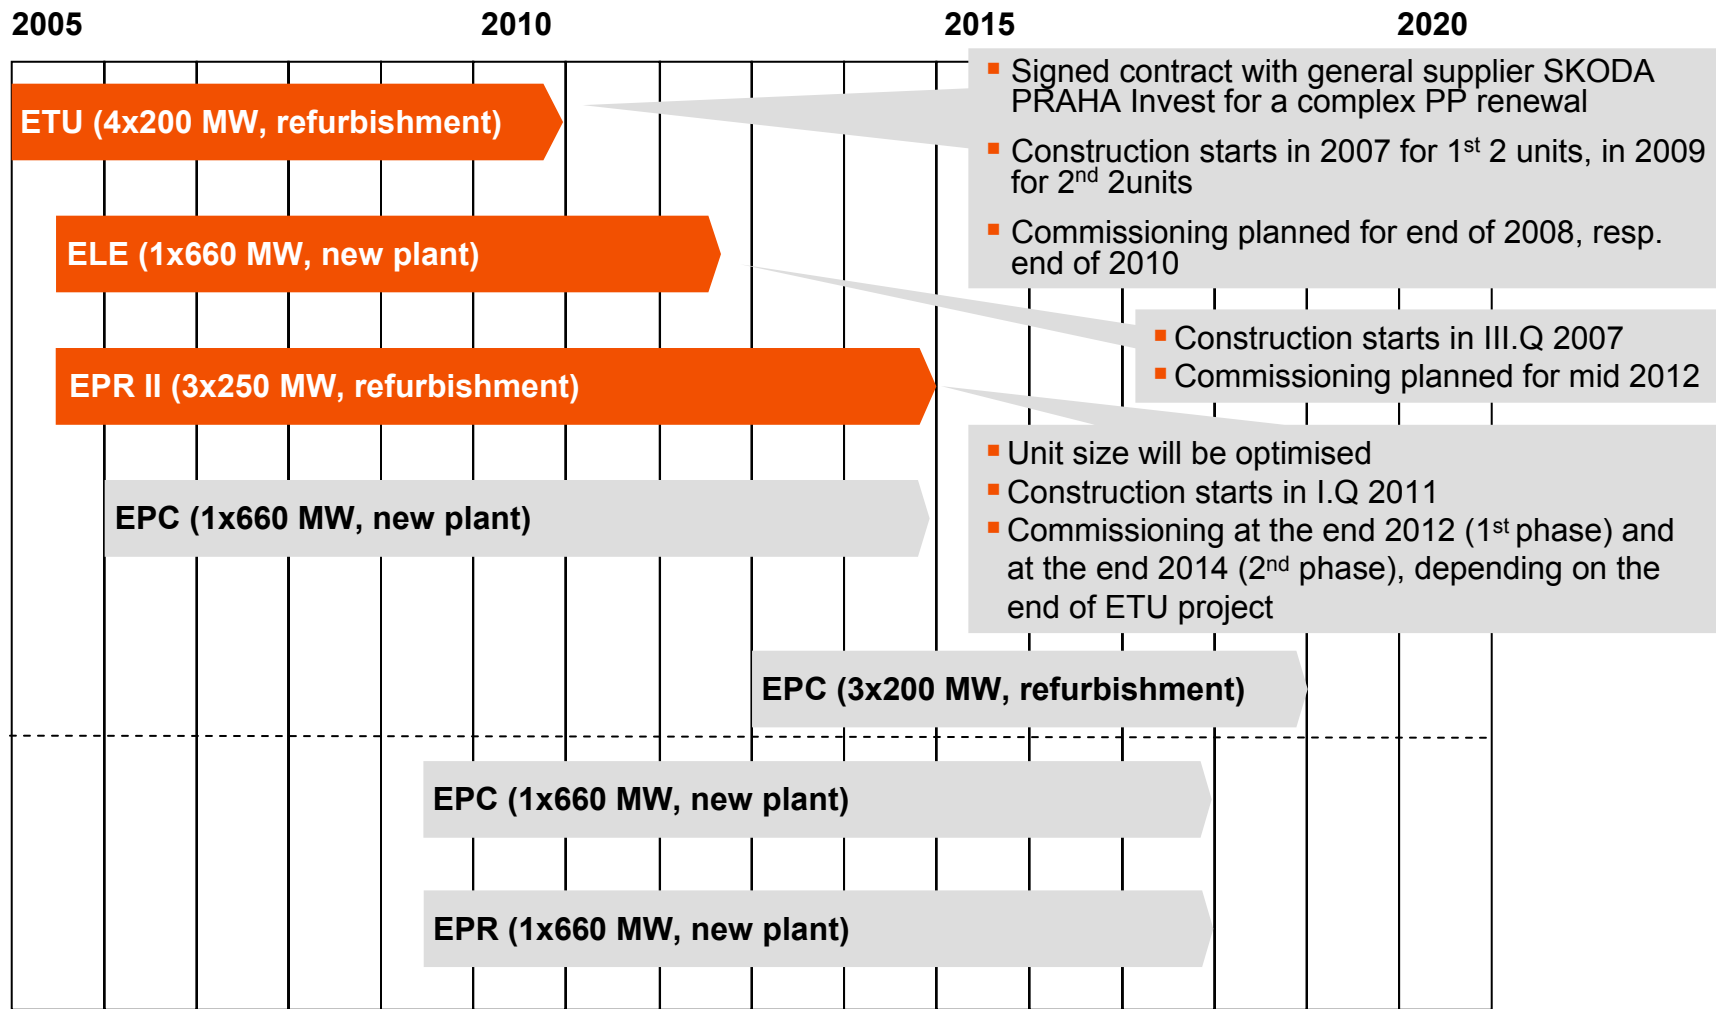 2005 2010 2015 2020
ETU (4x200 MW, refurbishment)
■ Signed contract with general supplier SKODA
PRAHA Invest for a complex PP renewal
■ Construction starts in 2007 for 1st 2 units, in 2009
for 2nd 2units
■ Commissioning planned for end of 2008, resp.
end of 2010
ELE (1x660 MW, new plant)
■ Construction starts in III.Q 2007
■ Commissioning planned for mid 2012
EPR II (3x250 MW, refurbishment)
■ Unit size will be optimised
■ Construction starts in I.Q 2011
■ Commissioning at the end 2012 (1st phase) and
at the end 2014 (2nd phase), depending on the
end of ETU project
EPC (1x660 MW, new plant)
EPC (3x200 MW, refurbishment)
EPC (1x660 MW, new plant)
EPR (1x660 MW, new plant)